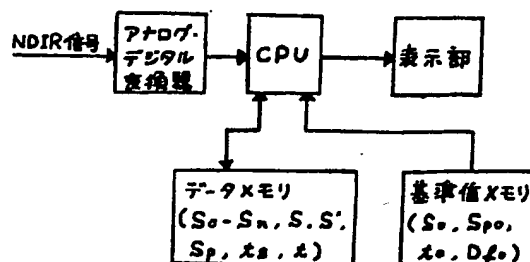 NDIR信号
アナログ・
デジタル
変換器
CPU
表示部
データメモリ
(So-Sn, S, S',
Sp, ts, t)
基準値メモリ
(So, Spo,
to, Dfo)